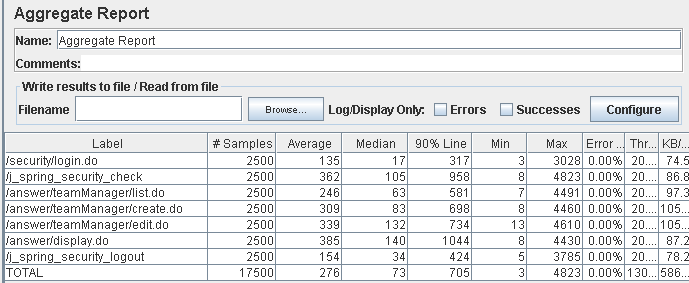 Aggregate Report
Name: Aggregate Report
Comments:
Write results to file / Read from file
Filename Browse... Log/Display Only: Errors Successes Configure
Label # Samples Average Median 90% Line Min Max Error ... Thr... KB/...
/security/login.do 2500 135 17 317 3 3028 0.00% 20.... 74.5
/j_spring_security_check 2500 362 105 958 8 4823 0.00% 20.... 86.8
/answer/teamManager/list.do 2500 246 63 581 7 4491 0.00% 20.... 97.3
/answer/teamManager/create.do 2500 309 83 698 8 4460 0.00% 20.... 105...
/answer/teamManager/edit.do 2500 339 132 734 13 4610 0.00% 20.... 105...
/answer/display.do 2500 385 140 1044 8 4430 0.00% 20.... 87.2
/j_spring_security_logout 2500 154 34 424 5 3785 0.00% 20.... 78.2
TOTAL 17500 276 73 705 3 4823 0.00% 130... 586...